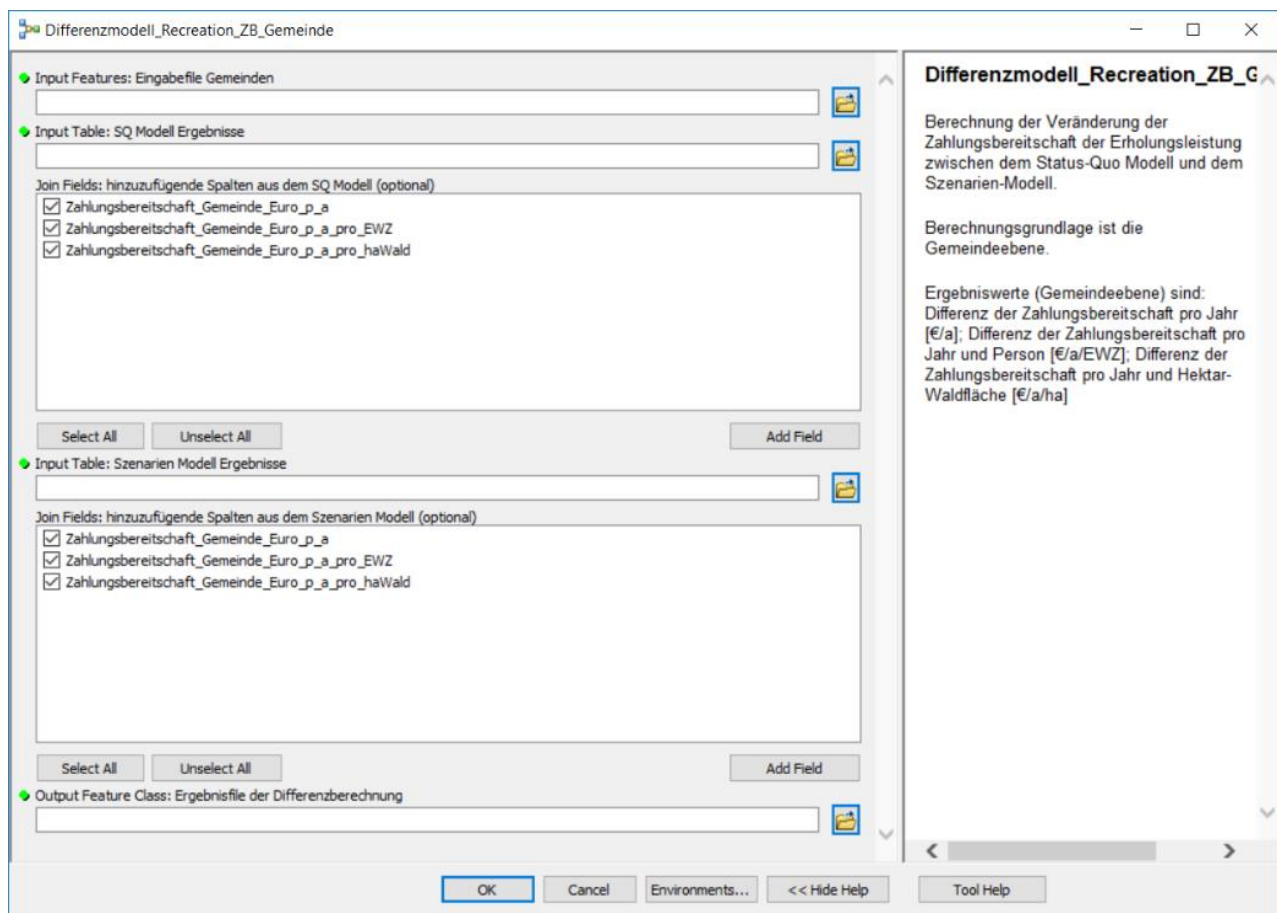 Differenzmodell_Recreation_ZB_Gemeinde
Input Features: Eingabefile Gemeinden
Input Table: SQ Modell Ergebnisse
Join Fields: hinzuzufügende Spalten aus dem SQ Modell (optional)
Zahlungsbereitschaft_Gemeinde_Euro_p_a
Zahlungsbereitschaft_Gemeinde_Euro_p_a_pro_EWZ
Zahlungsbereitschaft_Gemeinde_Euro_p_a_pro_haWald
Select All
Unselect All
Add Field
Input Table: Szenarien Modell Ergebnisse
Join Fields: hinzuzufügende Spalten aus dem Szenarien Modell (optional)
Zahlungsbereitschaft_Gemeinde_Euro_p_a
Zahlungsbereitschaft_Gemeinde_Euro_p_a_pro_EWZ
Zahlungsbereitschaft_Gemeinde_Euro_p_a_pro_haWald
Select All
Unselect All
Add Field
Output Feature Class: Ergebnisfile der Differenzberechnung
Differenzmodell_Recreation_ZB_G
Berechnung der Veränderung der
Zahlungsbereitschaft der Erholungsleistung
zwischen dem Status-Quo Modell und dem
Szenarien-Modell.
Berechnungsgrundlage ist die
Gemeindeebene.
Ergebniswerte (Gemeindeebene) sind:
Differenz der Zahlungsbereitschaft pro Jahr
[€/a]; Differenz der Zahlungsbereitschaft pro
Jahr und Person [€/a/EWZ]; Differenz der
Zahlungsbereitschaft pro Jahr und Hektar-
Waldfläche [€/a/ha]
OK
Cancel
Environments...
<< Hide Help
Tool Help